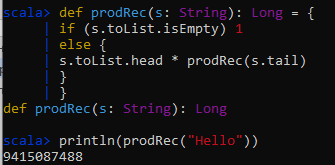 scala> def prodRec(s: String): Long = {
| if (s.toList.isEmpty) 1
| else {
| s.toList.head * prodRec(s.tail)
| }
| }
def prodRec(s: String): Long
scala> println(prodRec("Hello"))
9415087488